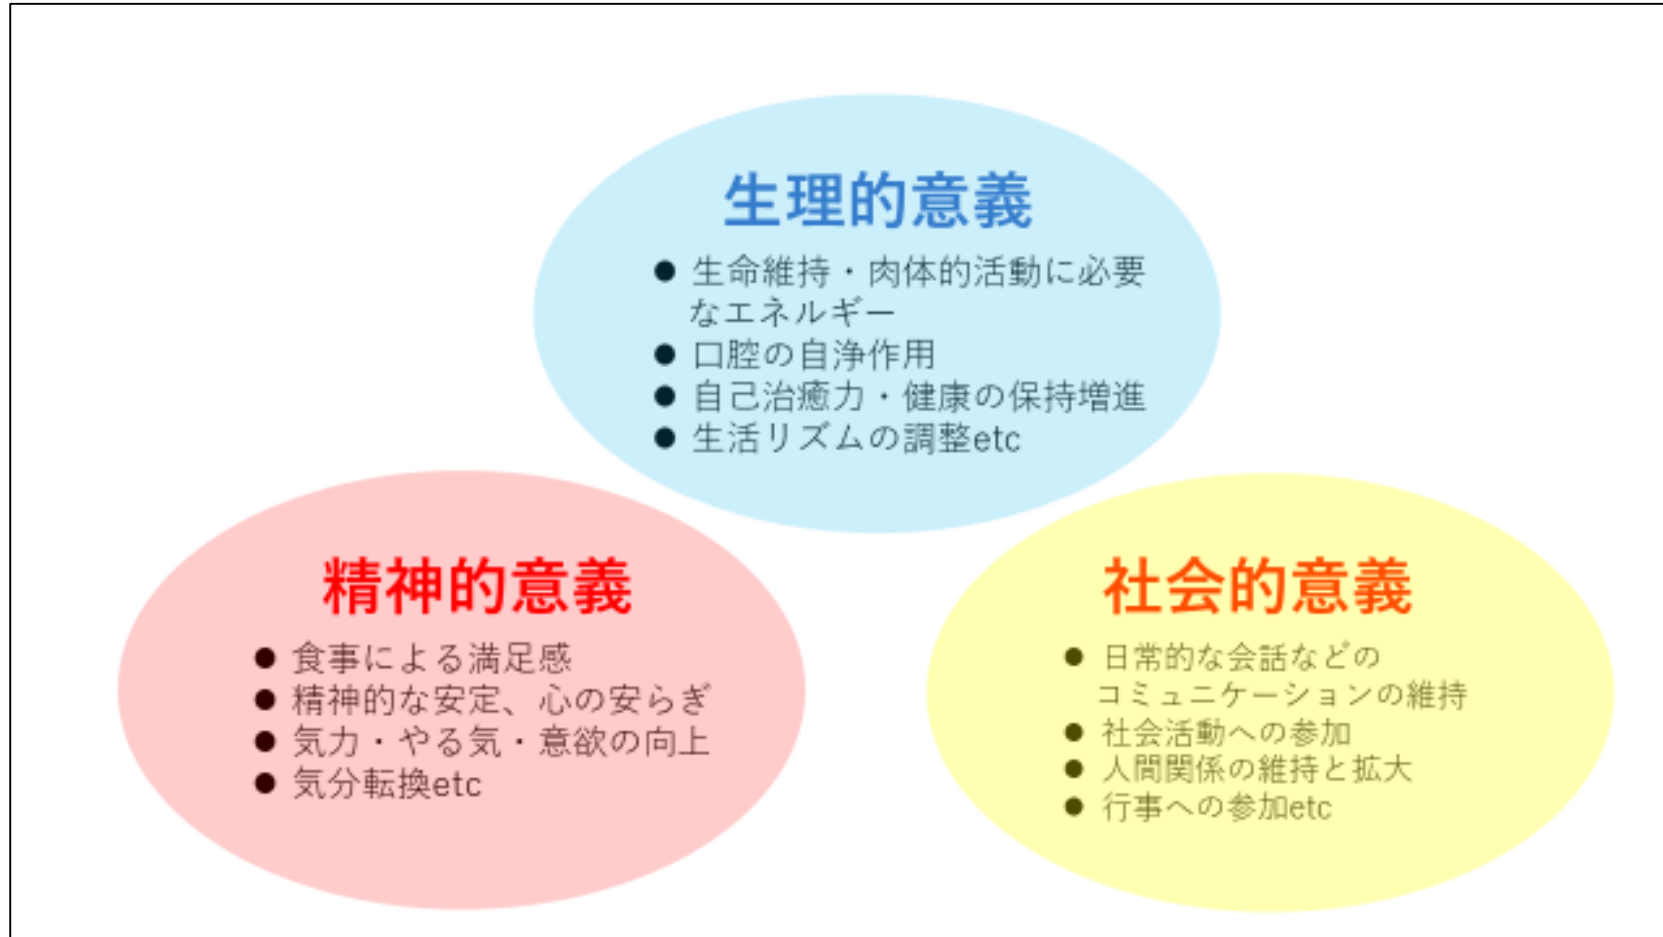 生理的意義
● 生命維持・肉体的活動に必要
なエネルギー
● 口腔の自浄作用
● 自己治癒力・健康の保持増進
● 生活リズムの調整etc
精神的意義
● 食事による満足感
● 精神的な安定、心の安らぎ
● 気力・やる気・意欲の向上
● 気分転換etc
社会的意義
● 日常的な会話などの
コミュニケーションの維持
● 社会活動への参加
● 人間関係の維持と拡大
● 行事への参加etc